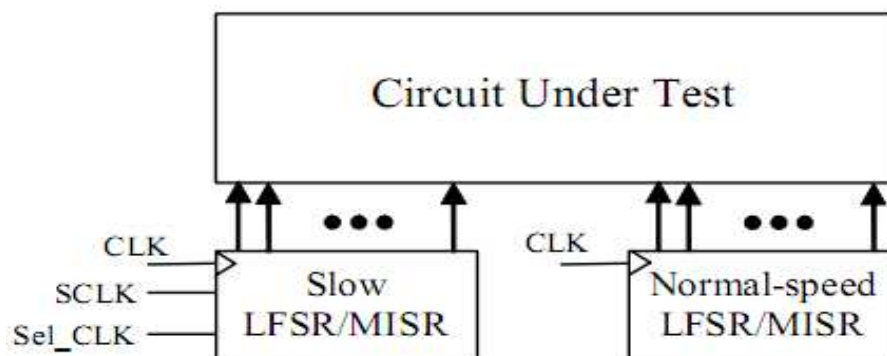 Circuit Under Test
CLK
SCLK
Sel_CLK
Slow
LFSR/MISR
CLK
Normal-speed
LFSR/MISR